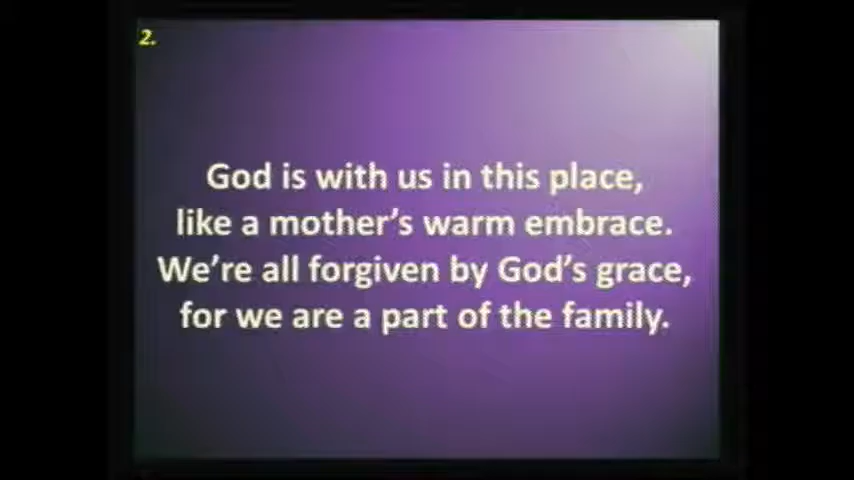 2.
God is with us in this place,
like a mother's warm embrace.
We're all forgiven by God's grace,
for we are a part of the family.